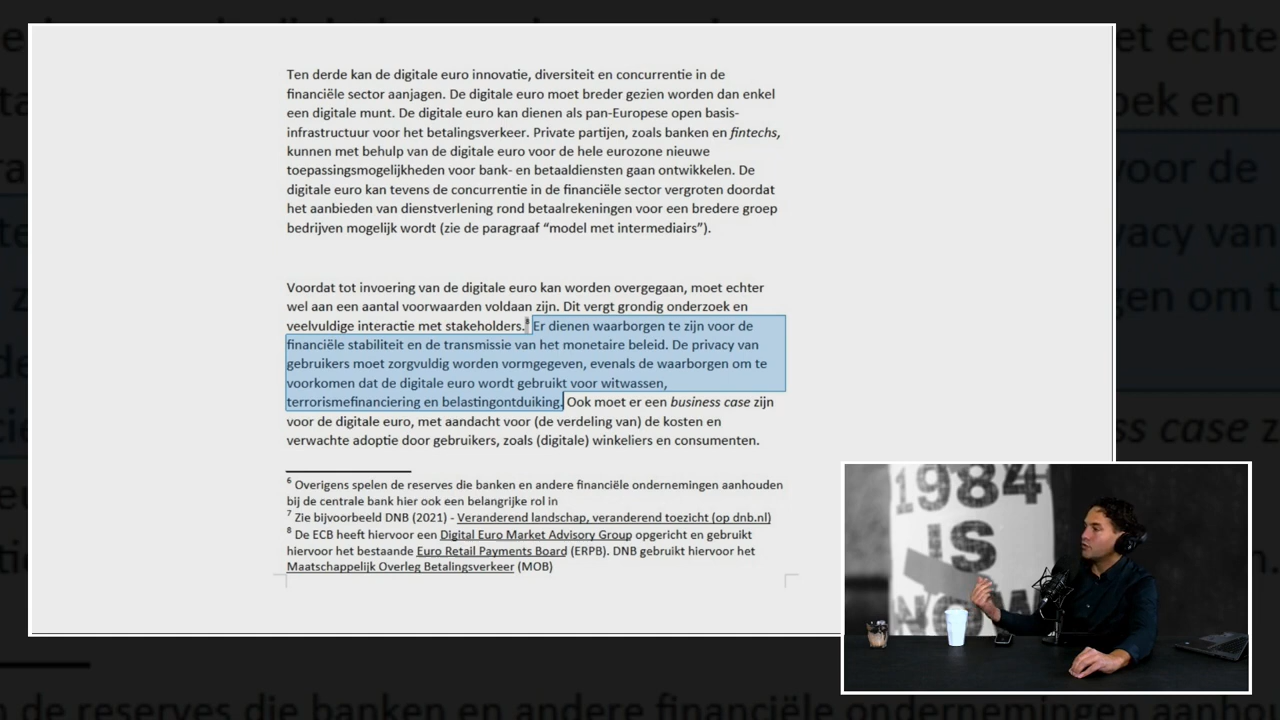 Ten derde kan de digitale euro innovatie, diversiteit en concurrentie in de
financiële sector aanjagen. De digitale euro moet breder gezien worden dan enkel
een digitale munt. De digitale euro kan dienen als pan-Europese open basis-
infrastructuur voor het betalingsverkeer. Private partijen, zoals banken en fintechs,
kunnen met behulp van de digitale euro voor de hele eurozone nieuwe
toepassingsmogelijkheden voor bank- en betaaldiensten gaan ontwikkelen. De
digitale euro kan tevens de concurrentie in de financiële sector vergroten doordat
het aanbieden van dienstverlening rond betaalrekeningen voor een bredere groep
bedrijven mogelijk wordt (zie de paragraaf “model met intermediairs”).
Voordat tot invoering van de digitale euro kan worden overgegaan, moet echter
wel aan een aantal voorwaarden voldaan zijn. Dit vergt grondig onderzoek en
veelvuldige interactie met stakeholders.⁸ Er dienen waarborgen te zijn voor de
financiële stabiliteit en de transmissie van het monetaire beleid. De privacy van
gebruikers moet zorgvuldig worden vormgegeven, evenals de waarborgen om te
voorkomen dat de digitale euro wordt gebruikt voor witwassen,
terrorismefinanciering en belastingontduiking. Ook moet er een business case zijn
voor de digitale euro, met aandacht voor (de verdeling van) de kosten en
verwachte adoptie door gebruikers, zoals (digitale) winkeliers en consumenten.
⁶ Overigens spelen de reserves die banken en andere financiële ondernemingen aanhouden
bij de centrale bank hier ook een belangrijke rol in
⁷ Zie bijvoorbeeld DNB (2021) - Veranderend landschap, veranderend toezicht (op dnb.nl)
⁸ De ECB heeft hiervoor een Digital Euro Market Advisory Group opgericht en gebruikt
hiervoor het bestaande Euro Retail Payments Board (ERPB). DNB gebruikt hiervoor het
Maatschappelijk Overleg Betalingsverkeer (MOB)
1984
IS
NOW